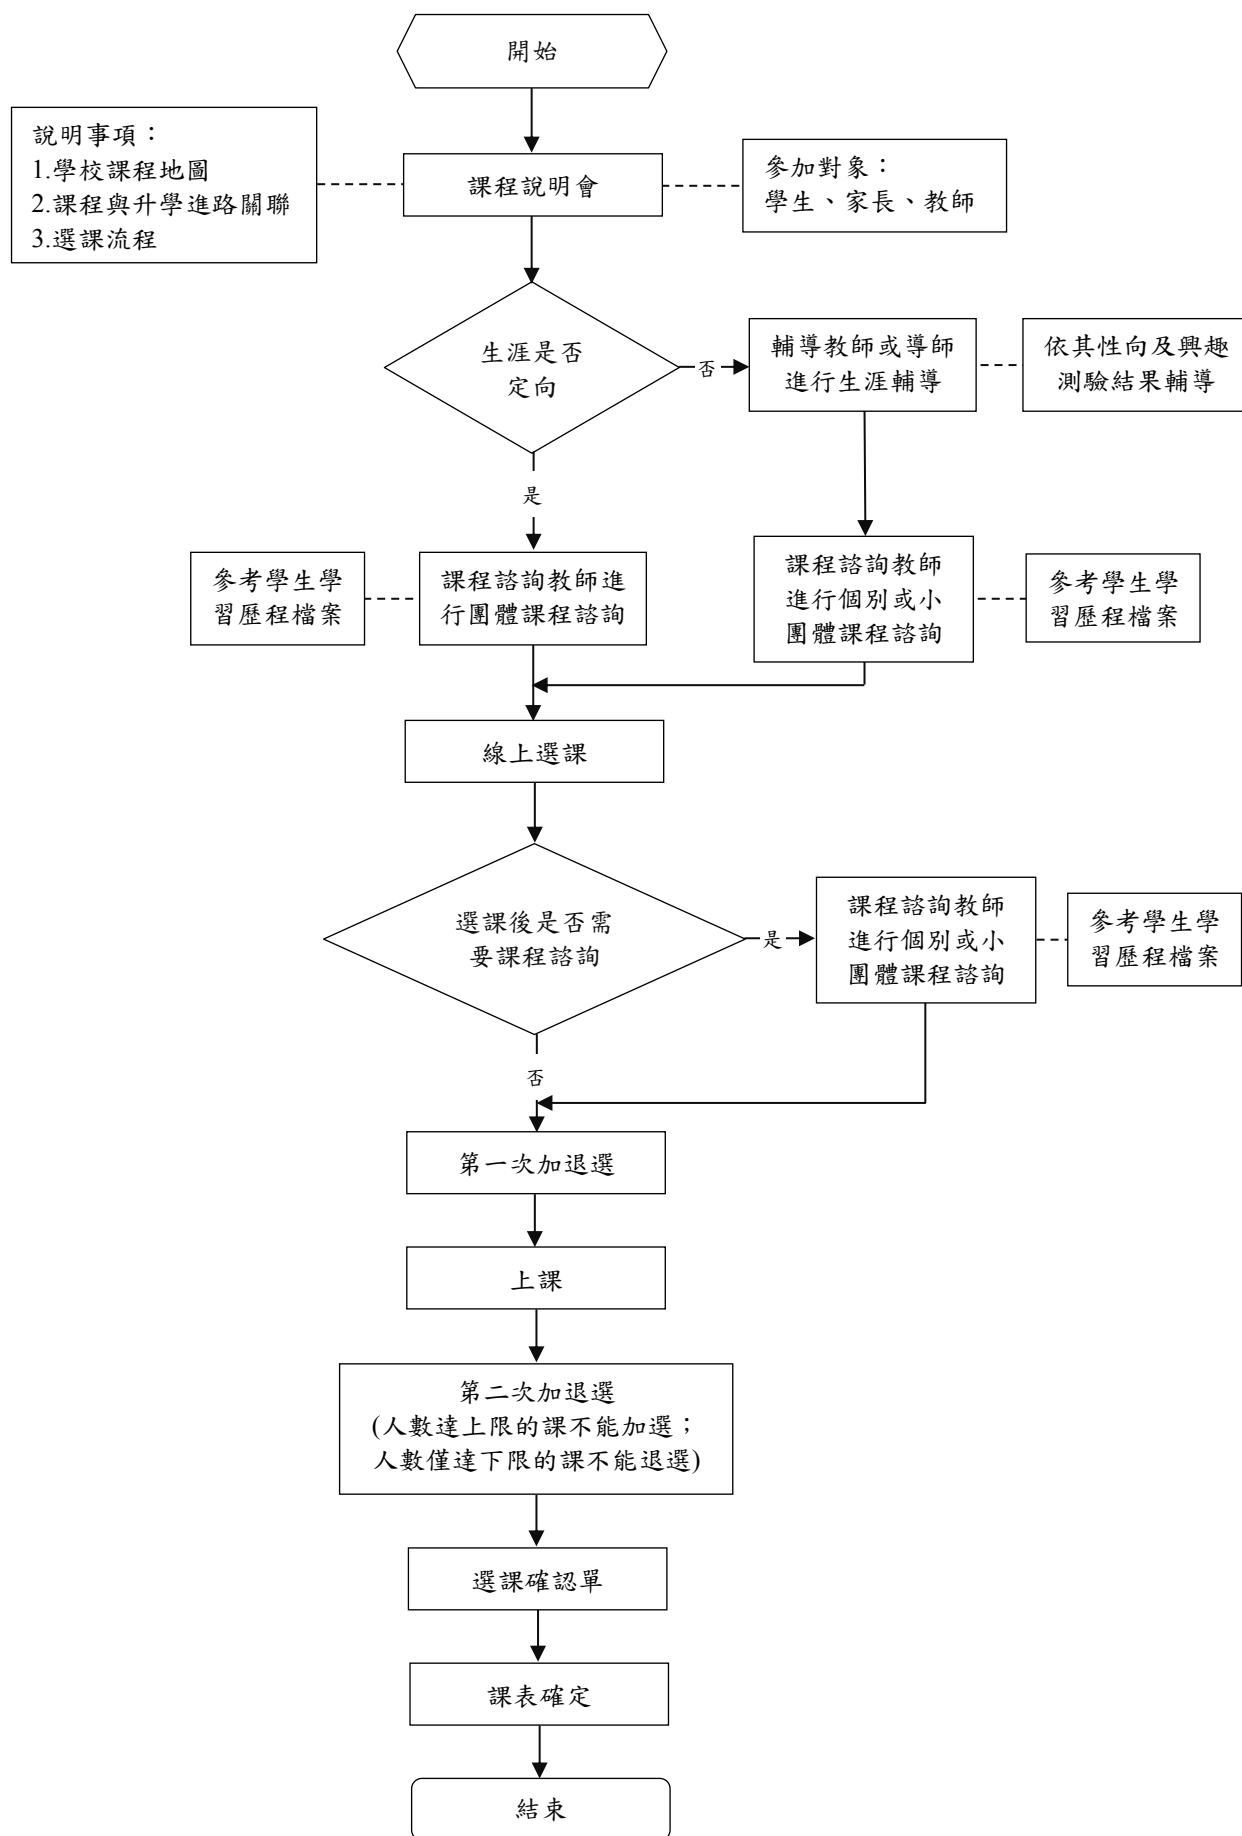 開始
說明事項：
1.學校課程地圖
2.課程與升學進路關聯
3.選課流程
課程說明會
參加對象：
學生、家長、教師
生涯是否
定向
否
輔導教師或導師
進行生涯輔導
依其性向及興趣
測驗結果輔導
是
參考學生學
習歷程檔案
課程諮詢教師進
行團體課程諮詢
課程諮詢教師
進行個別或小
團體課程諮詢
參考學生學
習歷程檔案
線上選課
選課後是否需
要課程諮詢
是
課程諮詢教師
進行個別或小
團體課程諮詢
參考學生學
習歷程檔案
否
第一次加退選
上課
第二次加退選
(人數達上限的課不能加選；
人數僅達下限的課不能退選)
選課確認單
課表確定
結束